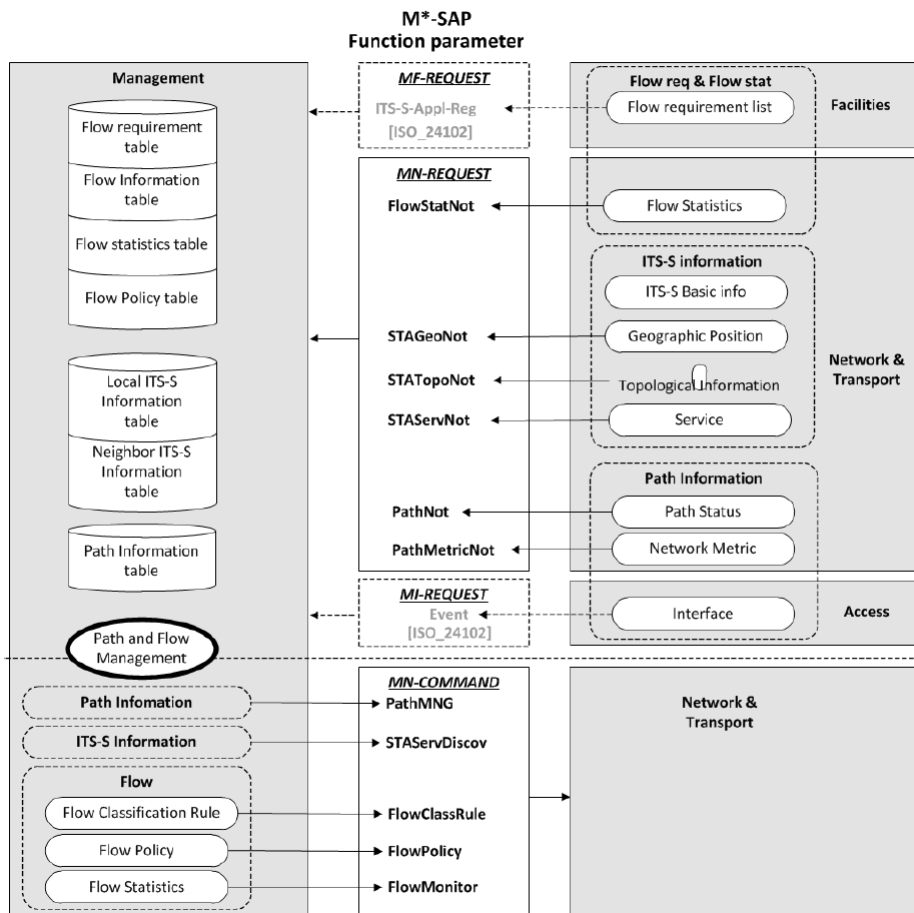 M*-SAP
Function parameter
Management
Flow requirement
table
Flow Information
table
Flow statistics table
Flow Policy table
Local ITS-S
Information
table
Neighbor ITS-S
Information
table
Path Information
table
Path and Flow
Management
MF-REQUEST
ITS-S-Appl-Reg
[ISO_24102]
MN-REQUEST
FlowStatNot
STAGeoNot
STATopoNot
STAServNot
PathNot
PathMetricNot
MI-REQUEST
Event
[ISO_24102]
Flow req & Flow stat
Flow requirement list
Facilities
Flow Statistics
ITS-S information
ITS-S Basic info
Geographic Position
Topological Information
Service
Network &
Transport
Path Information
Path Status
Network Metric
Interface
Access
Path Infomation
ITS-S Information
Flow
Flow Classification Rule
Flow Policy
Flow Statistics
MN-COMMAND
PathMNG
STAServDiscov
FlowClassRule
FlowPolicy
FlowMonitor
Network &
Transport